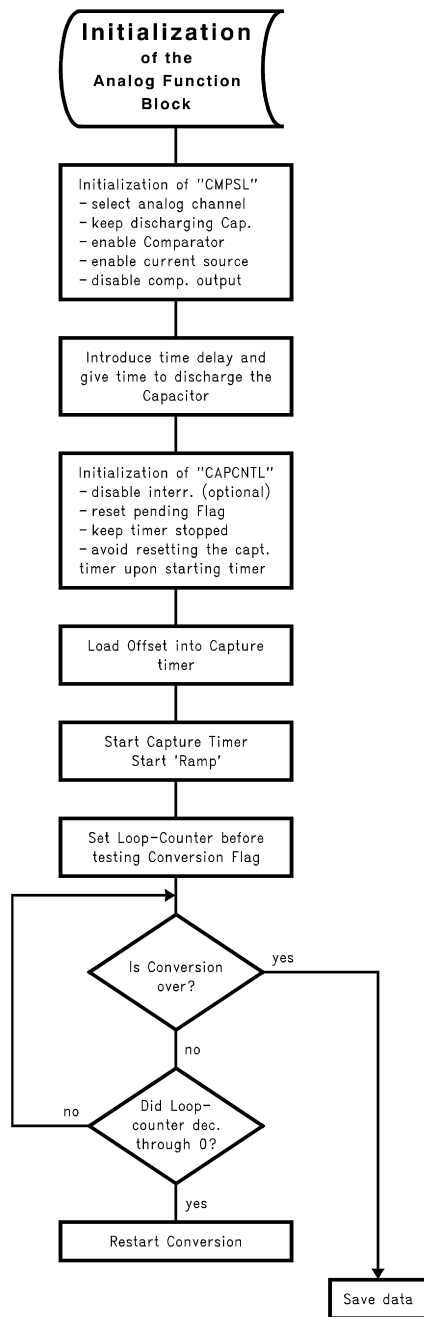 Initialization
of the
Analog Function
Block
Initialization of "CMPSL"
- select analog channel
- keep discharging Cap.
- enable Comparator
- enable current source
- disable comp. output
Introduce time delay and
give time to discharge the
Capacitor
Initialization of "CAPCNTL"
- disable interr. (optional)
- reset pending Flag
- keep timer stopped
- avoid resetting the capt.
timer upon starting timer
Load Offset into Capture
timer
Start Capture Timer
Start 'Ramp'
Set Loop-Counter before
testing Conversion Flag
Is Conversion
over?
yes
no
Did Loop-
counter dec.
through 0?
no
yes
Restart Conversion
Save data